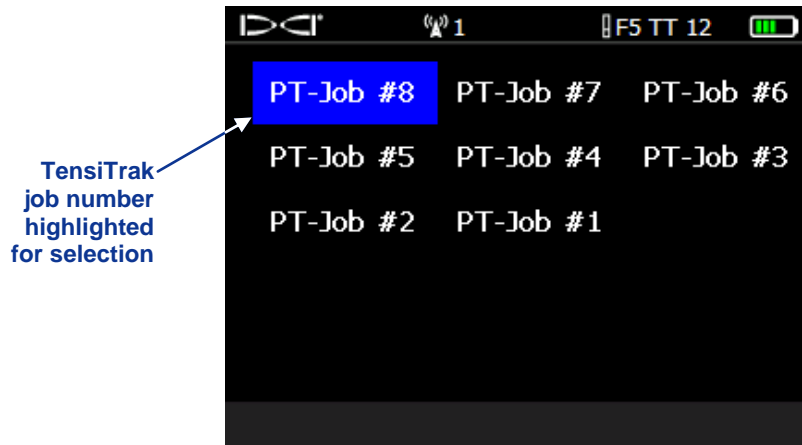 DCI 1 F5 TT 12
PT-Job #8 PT-Job #7 PT-Job #6
PT-Job #5 PT-Job #4 PT-Job #3
PT-Job #2 PT-Job #1
TensiTrak
job number
highlighted
for selection